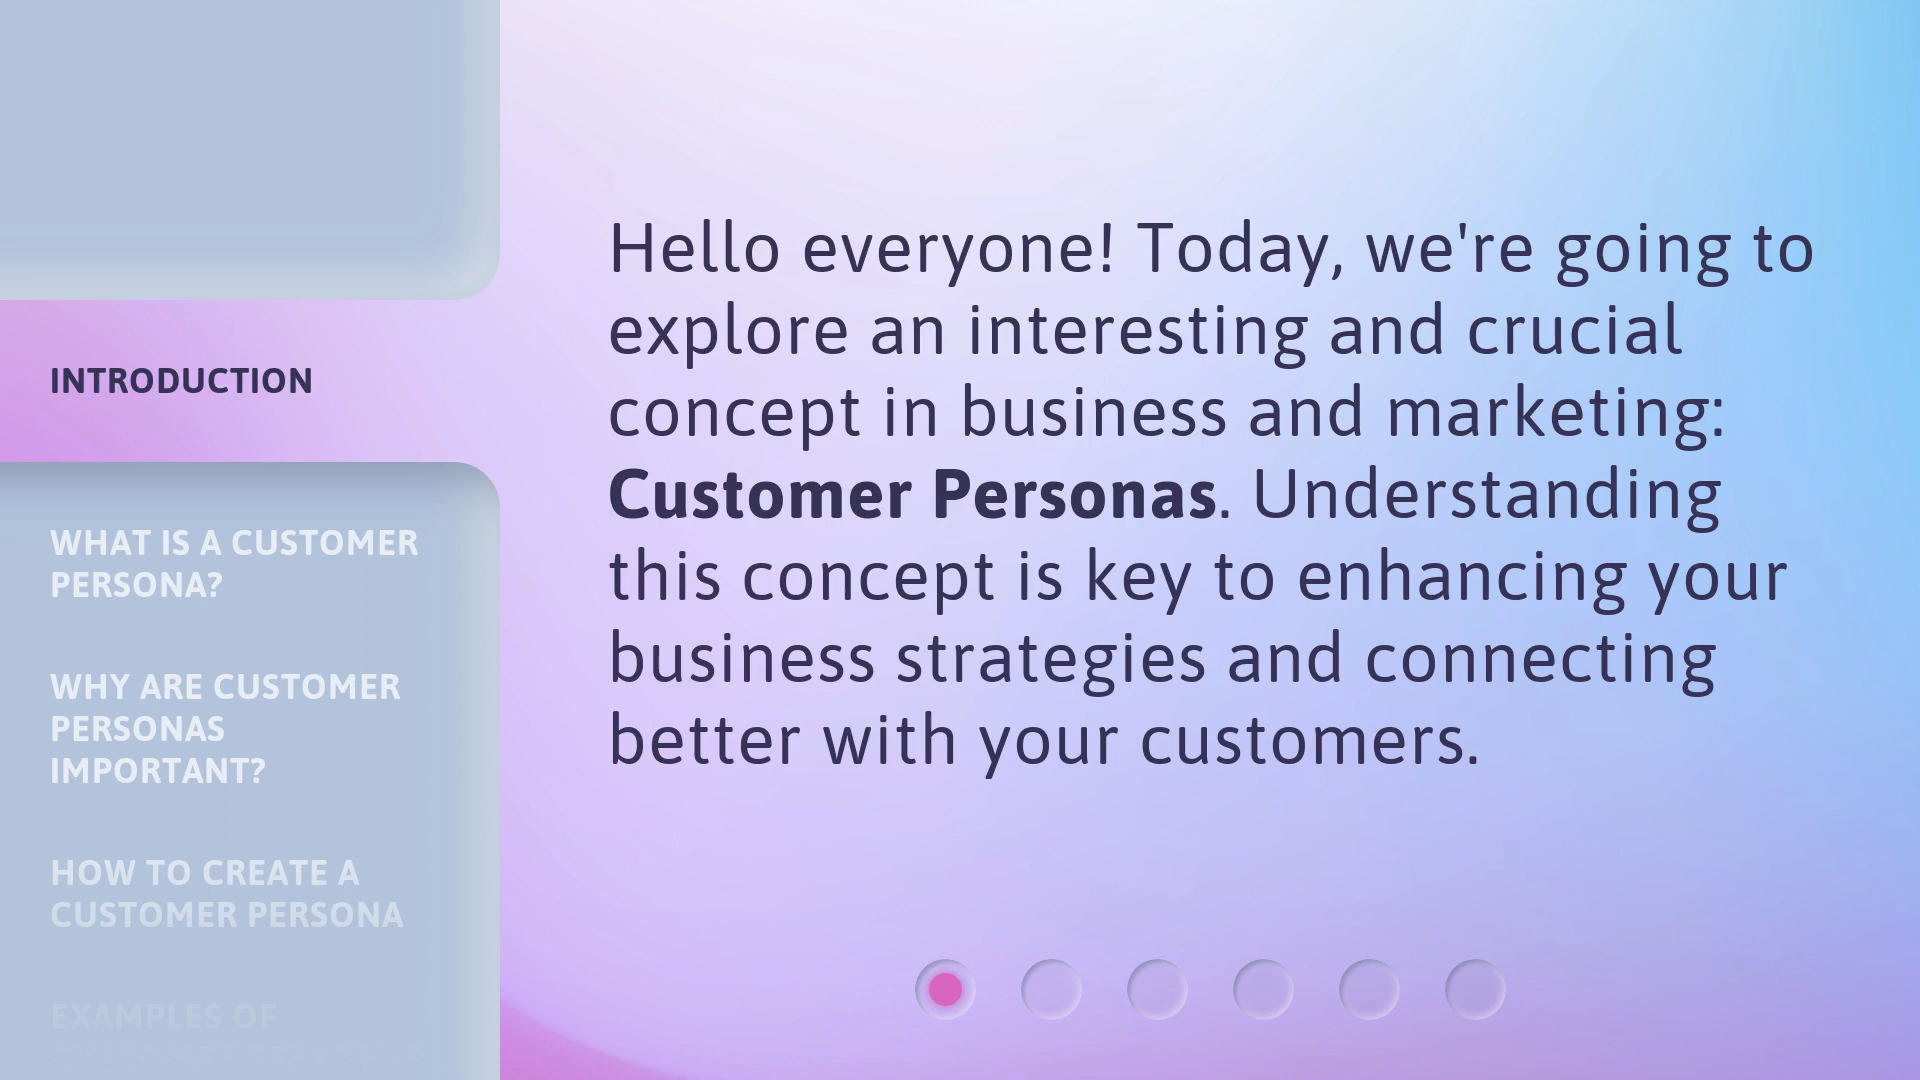 INTRODUCTION
WHAT IS A CUSTOMER
PERSONA?
WHY ARE CUSTOMER
PERSONAS
IMPORTANT?
HOW TO CREATE A
CUSTOMER PERSONA
EXAMPLES OF
CUSTOMER PERSONAS
Hello everyone! Today, we're going to
explore an interesting and crucial
concept in business and marketing:
Customer Personas. Understanding
this concept is key to enhancing your
business strategies and connecting
better with your customers.